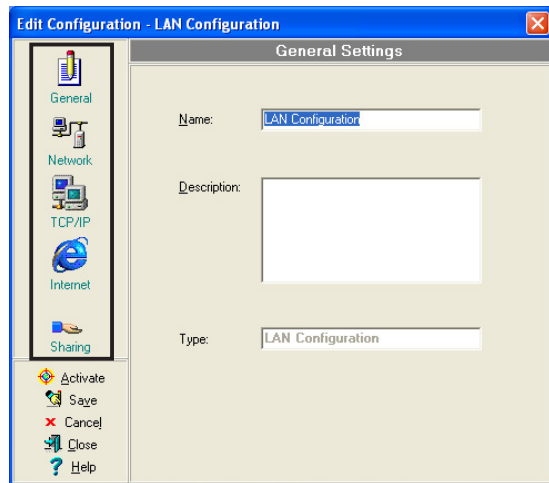 Edit Configuration - LAN Configuration
General Settings
General
Network
TCP/IP
Internet
Sharing
Activate
Save
Cancel
Close
Help
Name:
LAN Configuration
Description:
Type:
LAN Configuration